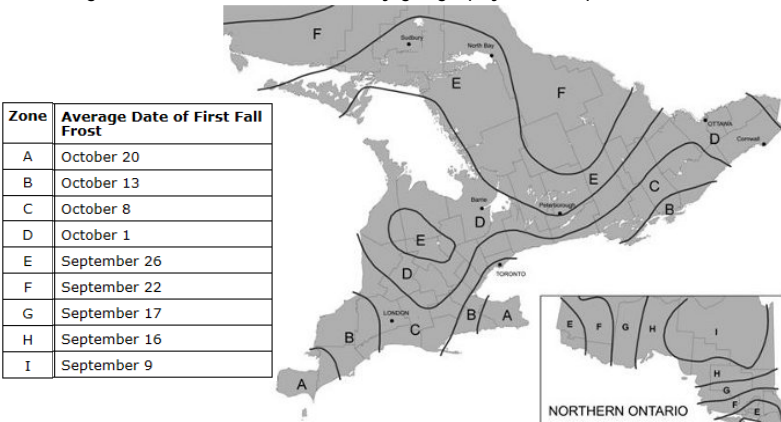 Zone Average Date of First Fall
Frost
A October 20
B October 13
C October 8
D October 1
E September 26
F September 22
G September 17
H September 16
I September 9
F
Sudbury
North Bay
E
F
OTTAWA
D
Cornwall
E
C
B
Peterborough
Barrie
D
E
D
TORONTO
LONDON
B
C
B
A
A
E
F
G
H
I
H
G
F
E
NORTHERN ONTARIO